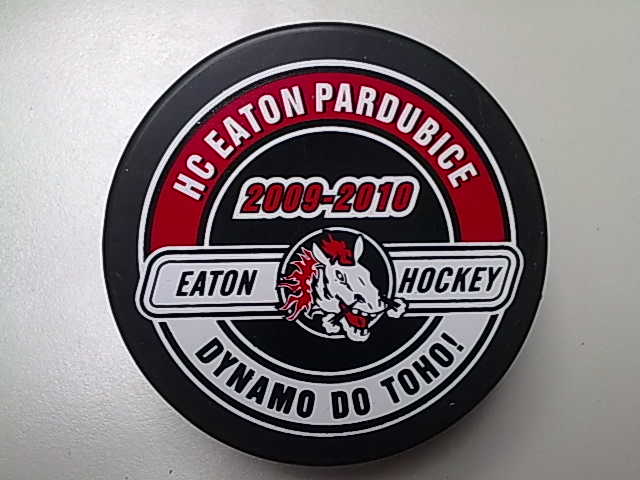 HC EATON PARDUBICE
2009-2010
EATON HOCKEY
DYNAMO DO TOHO!